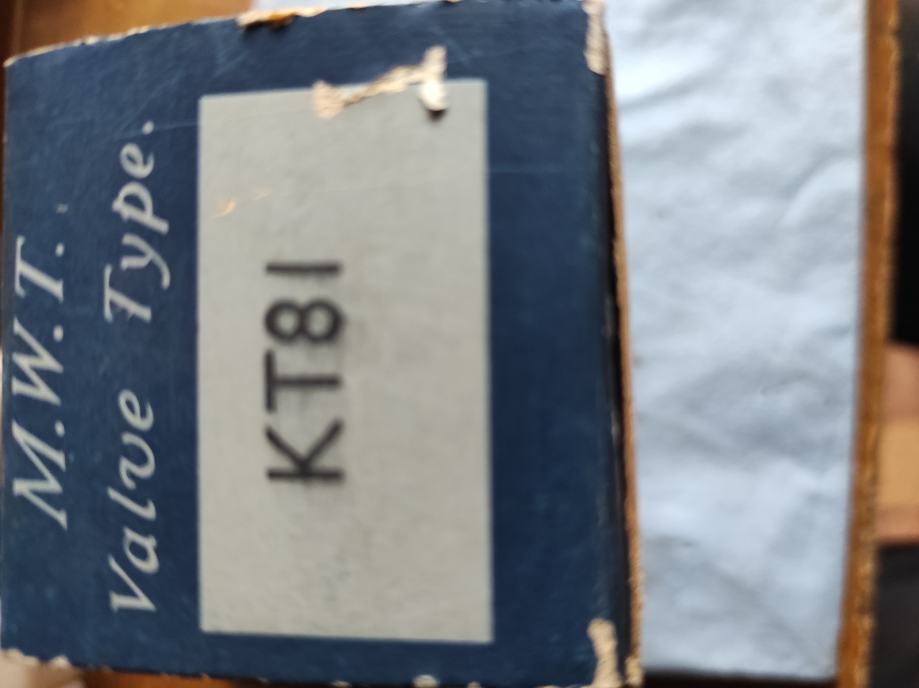 M.W.T.
Valve Type.
KT81